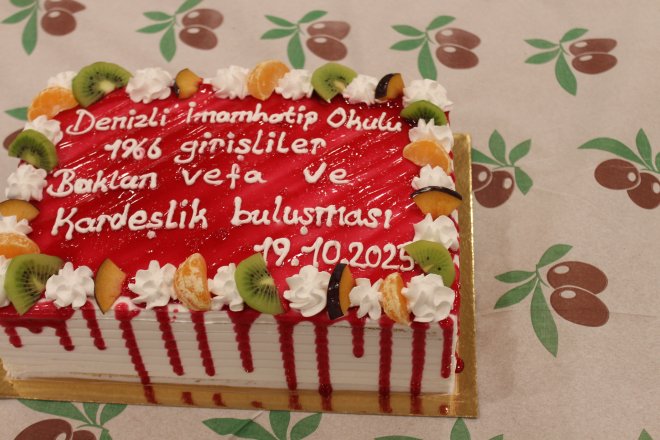 Denizli İmamhatip Okulu
1966 girişliler
Baklan vefa ve
Kardeşlik buluşması
19.10.2025